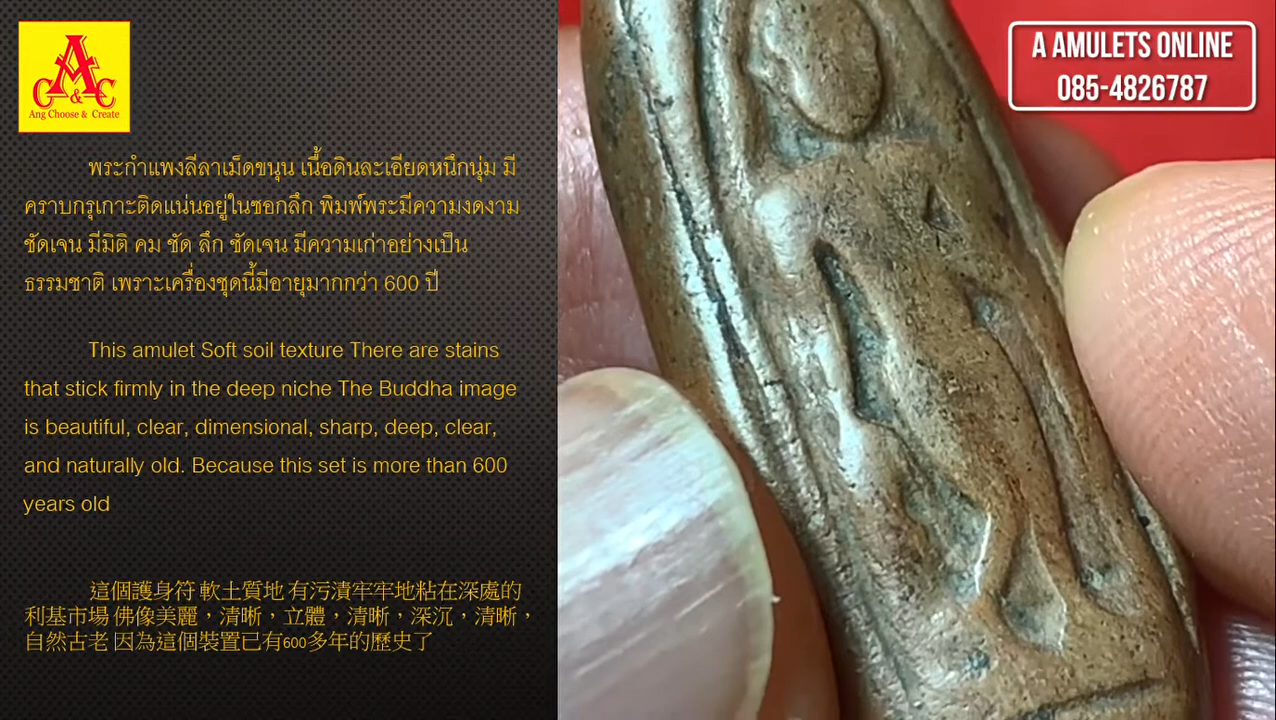 A
C & C
Ang Choose & Create
A AMULETS ONLINE
085-4826787
พระกำแพงลีลาเม็ดขนุน เนื้อดินละเอียดหนึกนุ่ม มี
คราบกรุเกาะติดแน่นอยู่ในซอกลึก พิมพ์พระมีความงดงาม
ชัดเจน มีมิติ คม ชัด ลึก ชัดเจน มีความเก่าอย่างเป็น
ธรรมชาติ เพราะเครื่องชุดนี้มีอายุมากกว่า 600 ปี
This amulet Soft soil texture There are stains
that stick firmly in the deep niche The Buddha image
is beautiful, clear, dimensional, sharp, deep, clear,
and naturally old. Because this set is more than 600
years old
這個護身符 軟土質地 有污漬牢牢地粘在深處的
利基市場 佛像美麗，清晰，立體，清晰，深沉，清晰，
自然古老 因為這個裝置已有600多年的歷史了